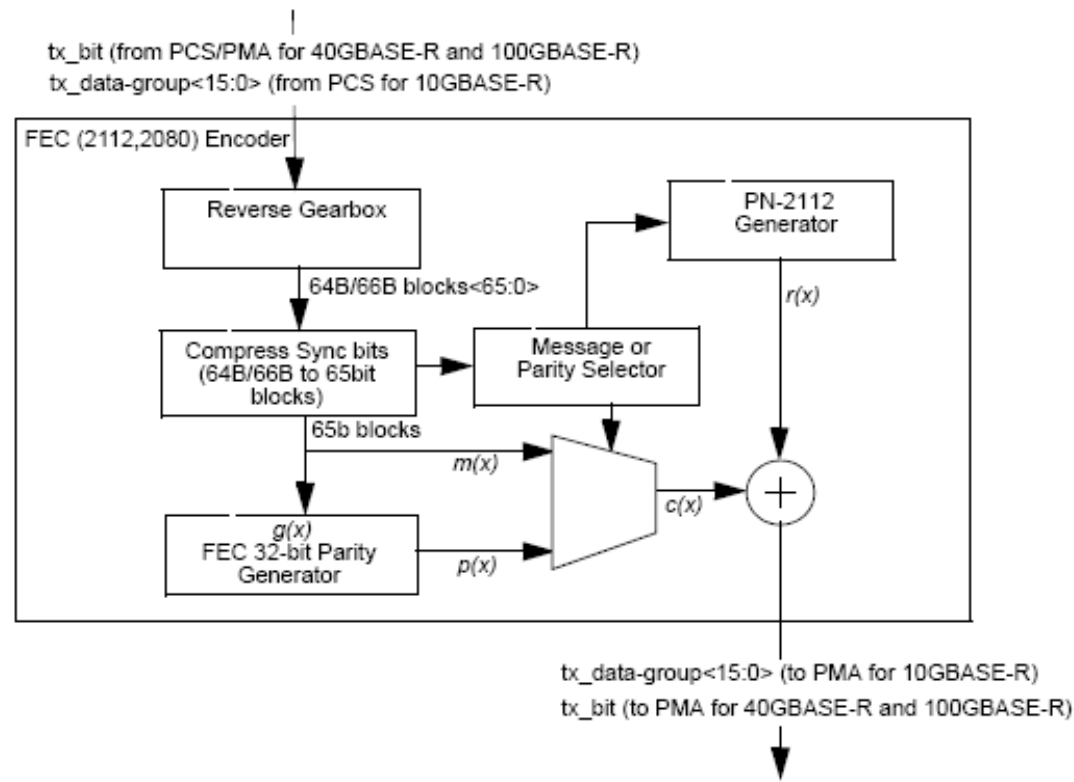 tx_bit (from PCS/PMA for 40GBASE-R and 100GBASE-R)
tx_data-group<15:0> (from PCS for 10GBASE-R)
FEC (2112,2080) Encoder
Reverse Gearbox
PN-2112
Generator
64B/66B blocks<65:0>
r(x)
Compress Sync bits
(64B/66B to 65bit
blocks)
Message or
Parity Selector
65b blocks
m(x)
c(x)
+
g(x)
FEC 32-bit Parity
Generator
p(x)
tx_data-group<15:0> (to PMA for 10GBASE-R)
tx_bit (to PMA for 40GBASE-R and 100GBASE-R)